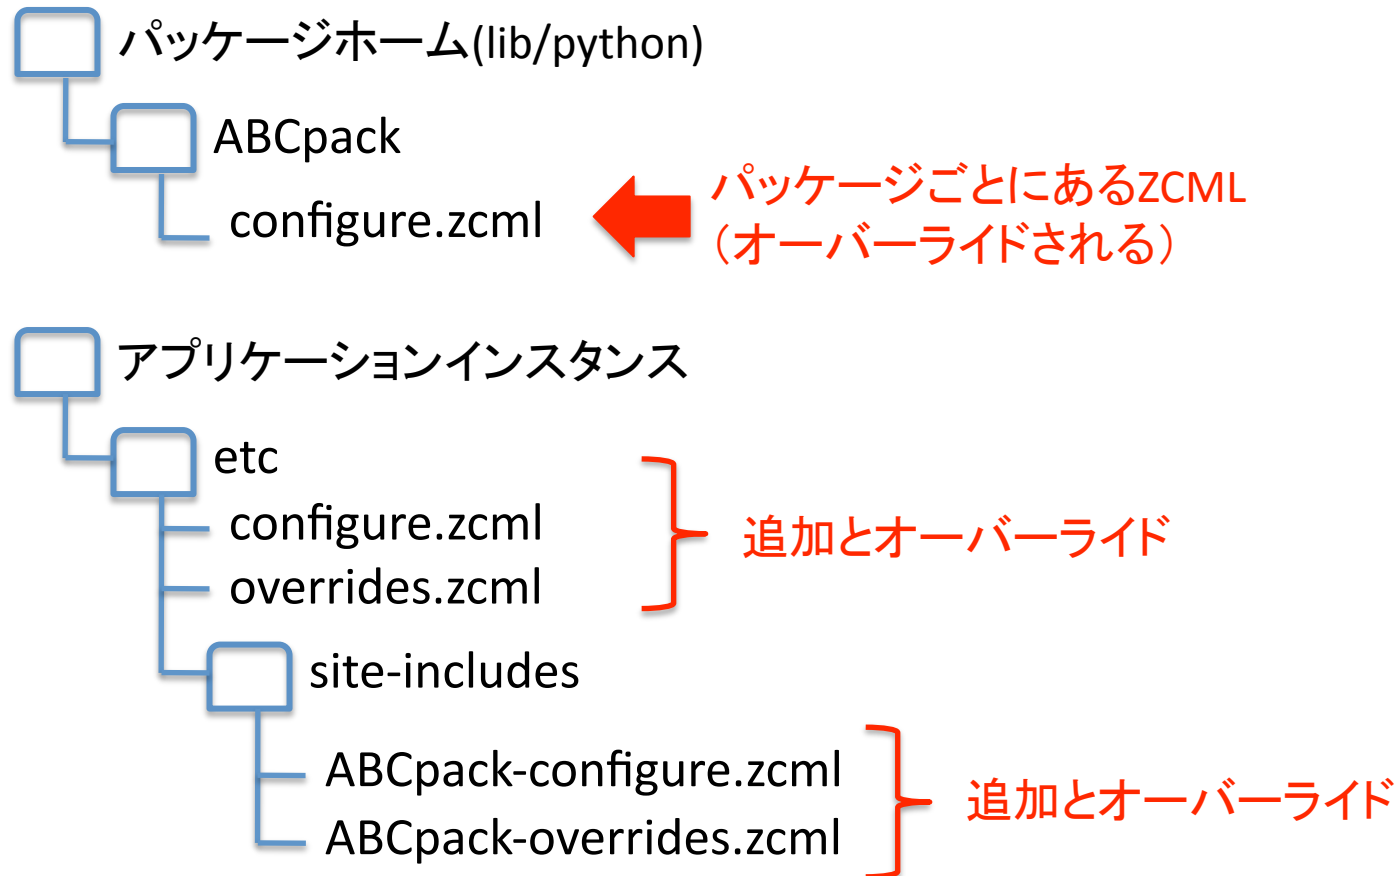 パッケージホーム(lib/python)
ABCpack
configure.zcml
パッケージごとにあるZCML
（オーバーライドされる）
アプリケーションインスタンス
etc
configure.zcml
overrides.zcml
追加とオーバーライド
site-includes
ABCpack-configure.zcml
ABCpack-overrides.zcml
追加とオーバーライド